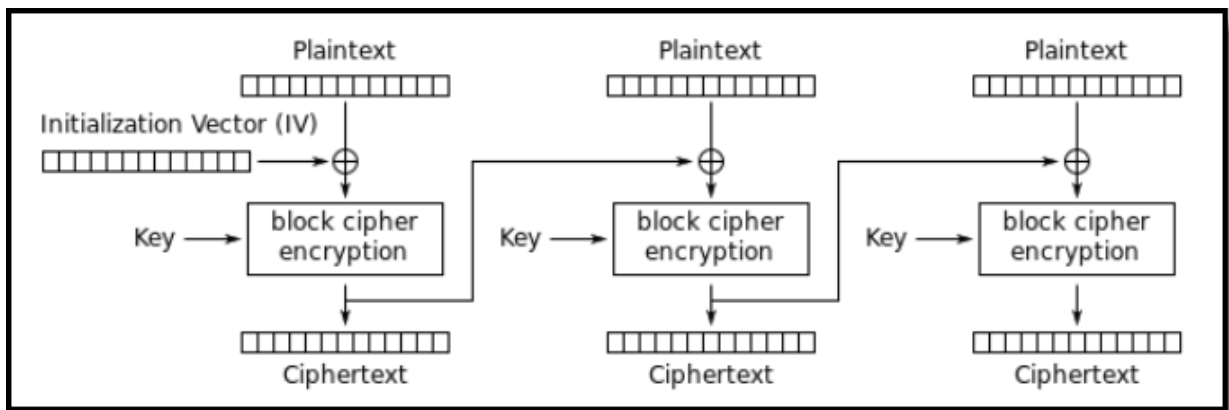 Plaintext
Plaintext
Plaintext
Initialization Vector (IV)
Key
block cipher
encryption
Key
block cipher
encryption
Key
block cipher
encryption
Ciphertext
Ciphertext
Ciphertext